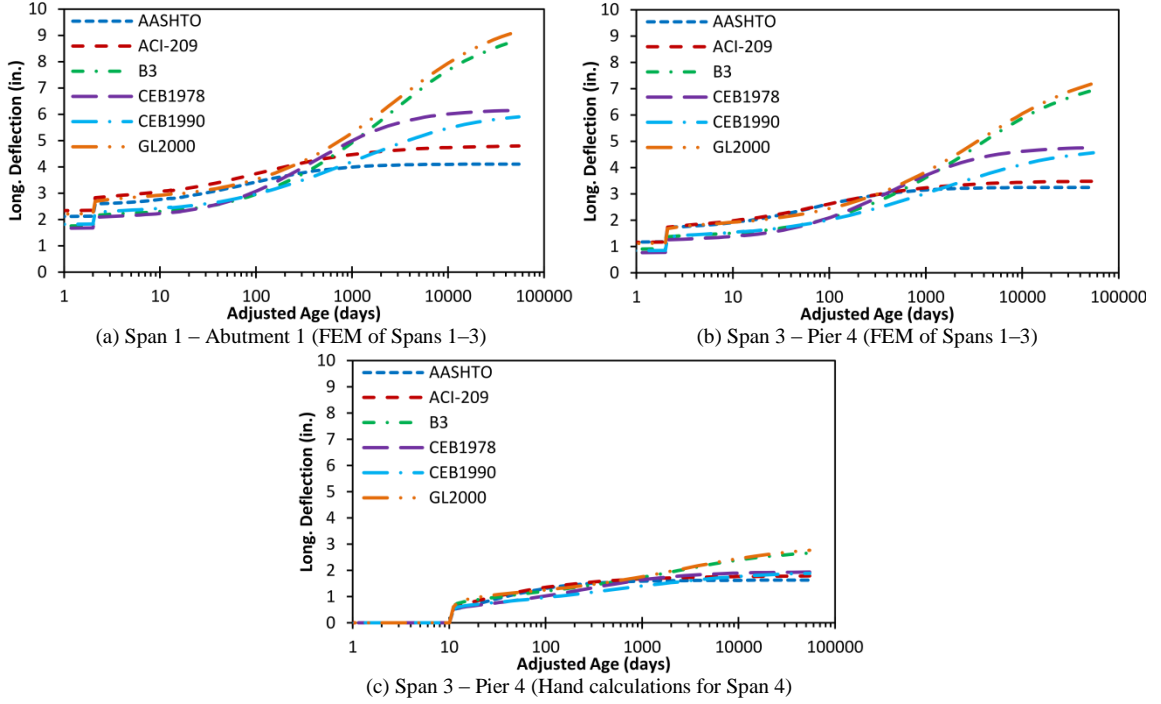 10
9
8
7
6
5
4
3
2
1
0
Long. Deflection (in.)
AASHTO
ACI-209
B3
CEB1978
CEB1990
GL2000
1 10 100 1000 10000 100000
Adjusted Age (days)
(a) Span 1 – Abutment 1 (FEM of Spans 1–3)
10
9
8
7
6
5
4
3
2
1
0
Long. Deflection (in.)
AASHTO
ACI-209
B3
CEB1978
CEB1990
GL2000
1 10 100 1000 10000 100000
Adjusted Age (days)
(b) Span 3 – Pier 4 (FEM of Spans 1–3)
10
9
8
7
6
5
4
3
2
1
0
Long. Deflection (in.)
AASHTO
ACI-209
B3
CEB1978
CEB1990
GL2000
1 10 100 1000 10000 100000
Adjusted Age (days)
(c) Span 3 – Pier 4 (Hand calculations for Span 4)